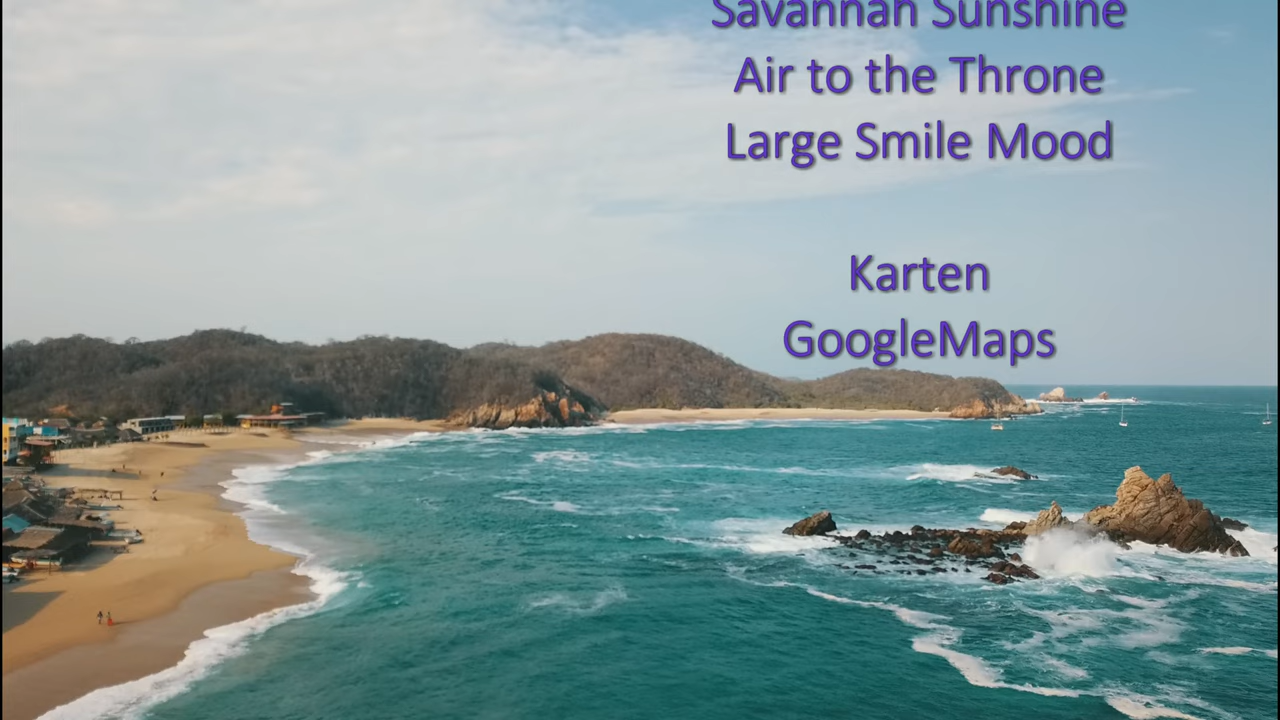 Savannah Sunshine
Air to the Throne
Large Smile Mood
Karten
GoogleMaps